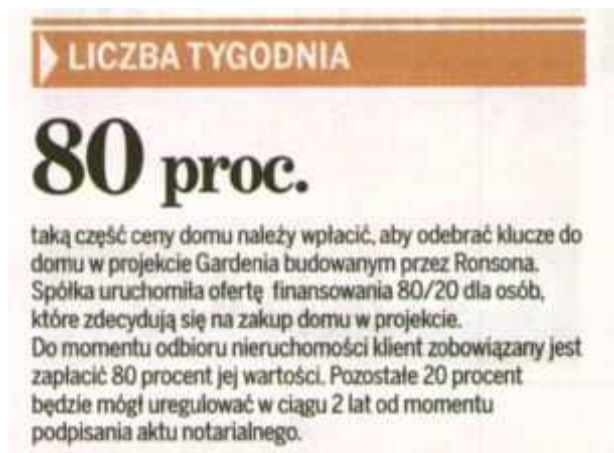 LICZBA TYGODNIA
80 proc.
taką część ceny domu należy wpłacić, aby odebrać klucze do
domu w projekcie Gardenia budowanym przez Ronsona.
Spółka uruchomiła ofertę finansowania 80/20 dla osób,
które zdecydują się na zakup domu w projekcie.
Do momentu odbioru nieruchomości klient zobowiązany jest
zapłacić 80 procent jej wartości. Pozostałe 20 procent
będzie mógł uregulować w ciągu 2 lat od momentu
podpisania aktu notarialnego.